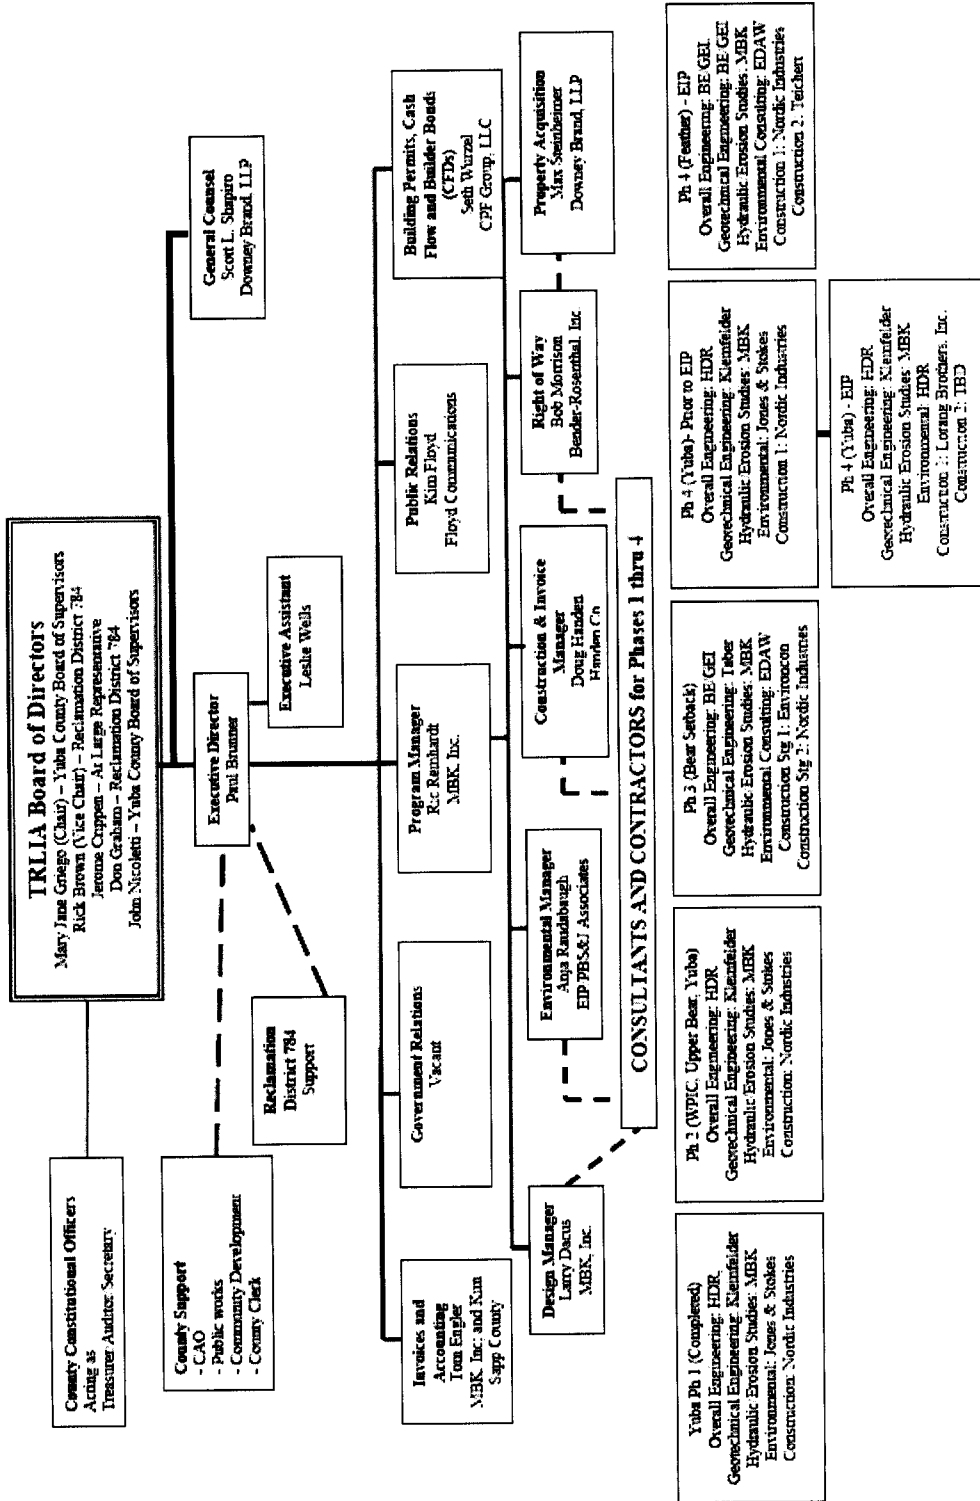 TRLIA Board of Directors
Mary Jane Griego (Chair) – Yuba County Board of Supervisors
Rick Brown (Vice Chair) – Reclamation District 784
Jerome Crippen – At Large Representative
Don Graham – Reclamation District 784
John Nicoletti – Yuba County Board of Supervisors
County Constitutional Officers
Acting as
Treasurer Auditor Secretary
General Counsel
Scott L. Shapiro
Downey Brand, LLP
County Support
- CAO
- Public works
- Community Development
- County Clerk
Executive Director
Paul Brunner
Reclamation
District 784
Support
Executive Assistant
Leslie Wells
Invoices and
Accounting
Tom Engler
MBK, Inc; and Kim
Sapp County
Government Relations
Vacant
Program Manager
Ric Reinhardt
MBK, Inc.
Public Relations
Kim Floyd
Floyd Communications
Building Permits, Cash
Flow and Builder Bonds
(CFDs)
Seth Wurzel
CPF Group, LLC
Design Manager
Larry Dacus
MBK, Inc.
Environmental Manager
Anja Raudabaugh
EIP PBS&J Associates
Construction & Invoice
Manager
Doug Handen
Handen Co
Right of Way
Bob Morrison
Bender-Rosenthal, Inc.
Property Acquisition
Max Steinheimer
Downey Brand, LLP
CONSULTANTS AND CONTRACTORS for Phases 1 thru 4
Yuba Ph 1 (Completed)
Overall Engineering: HDR,
Geotechnical Engineering: Kleinfelder
Hydraulic Erosion Studies: MBK
Environmental: Jones & Stokes
Construction: Nordic Industries
Ph 2 (WPIC, Upper Bear, Yuba)
Overall Engineering: HDR
Geotechnical Engineering: Kleinfelder
Hydraulic Erosion Studies: MBK
Environmental: Jones & Stokes
Construction: Nordic Industries
Ph 3 (Bear Setback)
Overall Engineering: BE/GEI
Geotechnical Engineering: Taber
Hydraulic Erosion Studies: MBK
Environmental Consulting: EDAW
Construction Stg 1: Envirocon
Construction Stg 2: Nordic Industries
Ph 4 (Yuba)- Prior to EIP
Overall Engineering: HDR
Geotechnical Engineering: Kleinfelder
Hydraulic Erosion Studies: MBK
Environmental: Jones & Stokes
Construction 1: Nordic Industries
Ph 4 (Feather) - EIP
Overall Engineering: BE/GEI,
Geotechnical Engineering: BE/GEI
Hydraulic Erosion Studies: MBK
Environmental Consulting: EDAW
Construction 1: Nordic Industries
Construction 2: Teichert
Ph 4 (Yuba) - EIP
Overall Engineering: HDR
Geotechnical Engineering: Kleinfelder
Hydraulic Erosion Studies: MBK
Environmental: HDR
Construction 1: Lorang Brothers, Inc.
Construction 2: TBD